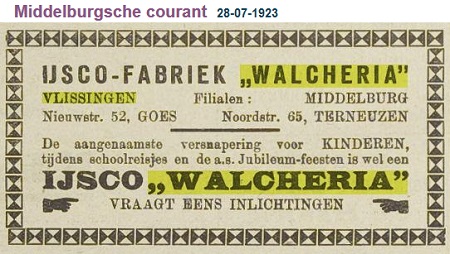 Middelburgsche courant 28-07-1923
IJSCO-FABRIEK „WALCHERIA”
VLISSINGEN Filialen: MIDDELBURG
Nieuwstr. 52, GOES Noordstr. 65, TERNEUZEN
De aangenaamste versnapering voor KINDEREN,
tijdens schoolreisjes en de a.s. Jubileum-feesten is wel een
IJSCO „WALCHERIA”
VRAAGT EENS INLICHTINGEN